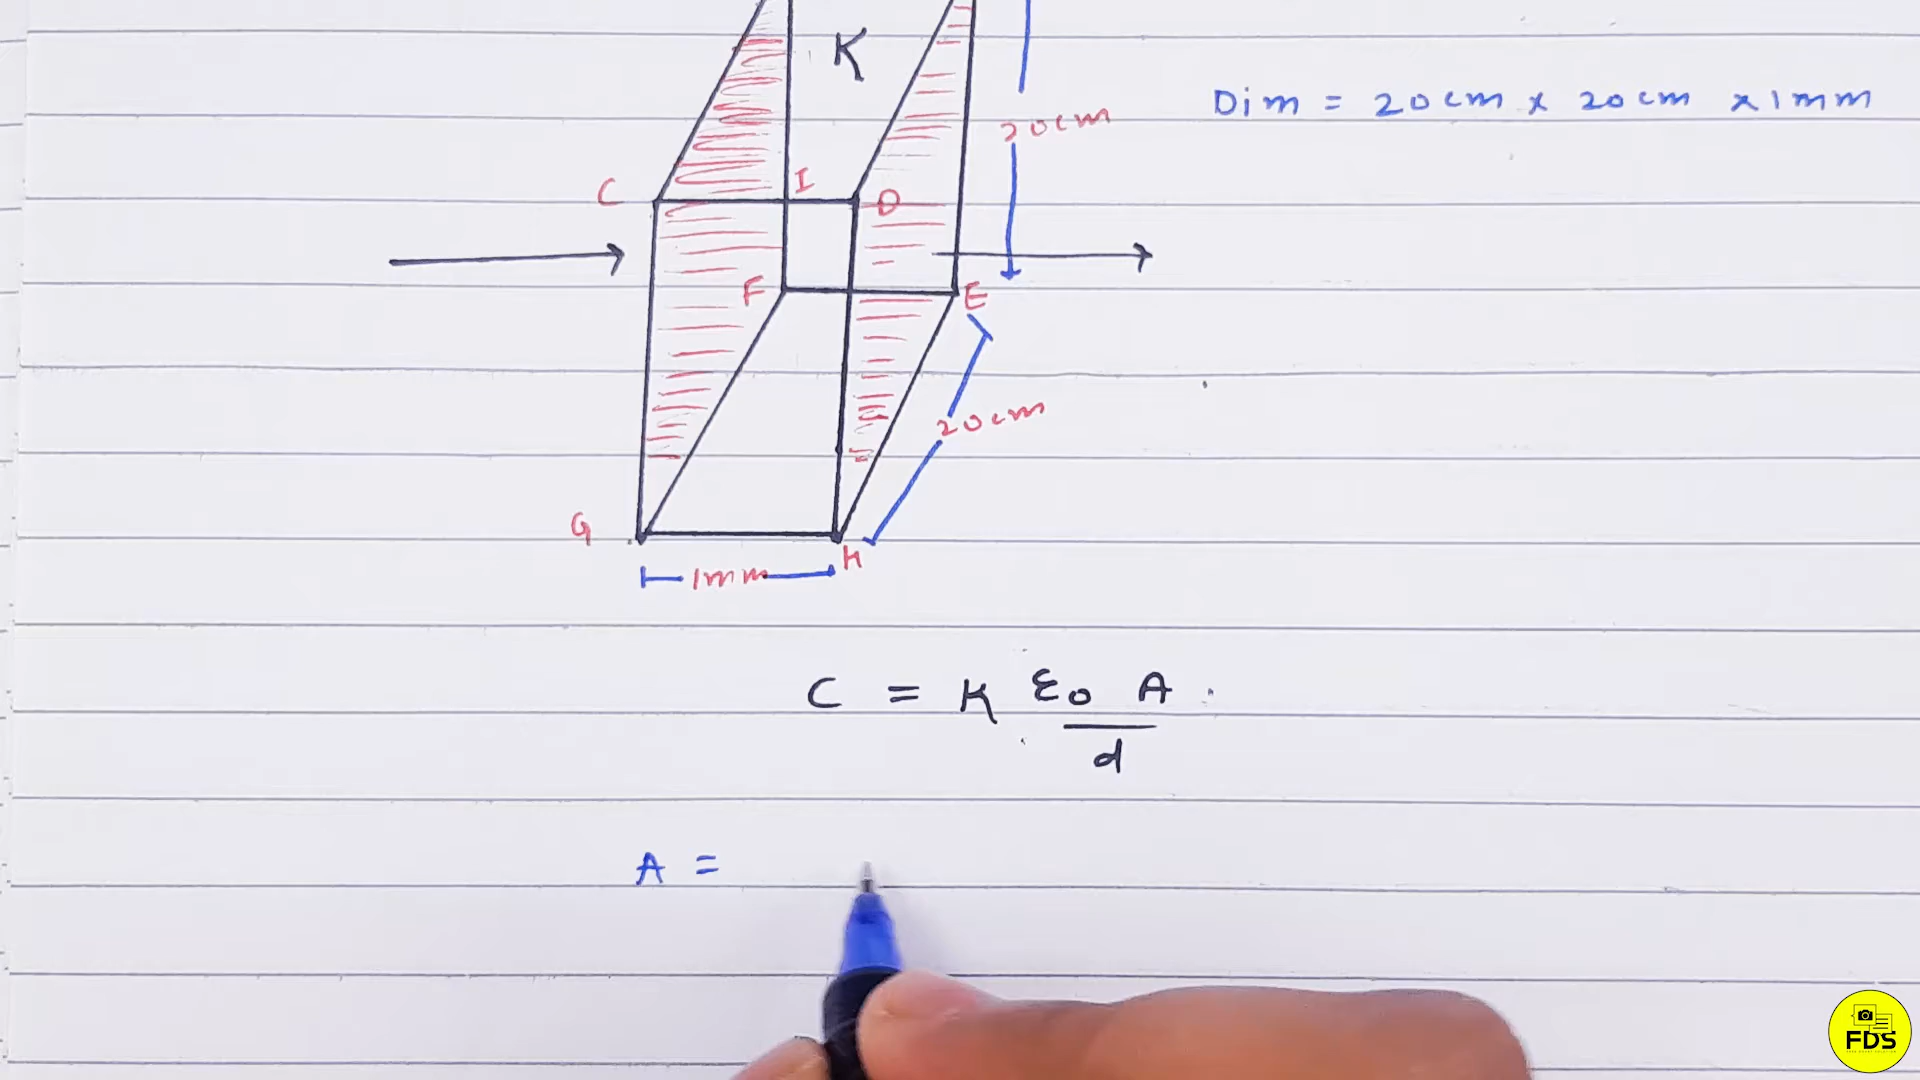 K
Dim = 20cm x 20cm x 1mm
20cm
C
I
D
F
E
20cm
G
H
1mm
C = K ε₀ A
d
A =
FDS